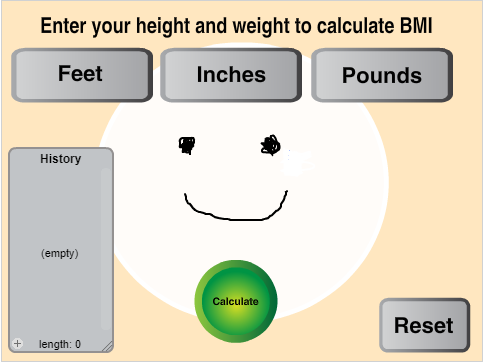 Enter your height and weight to calculate BMI
Feet
Inches
Pounds
History
(empty)
+ length: 0
Calculate
Reset